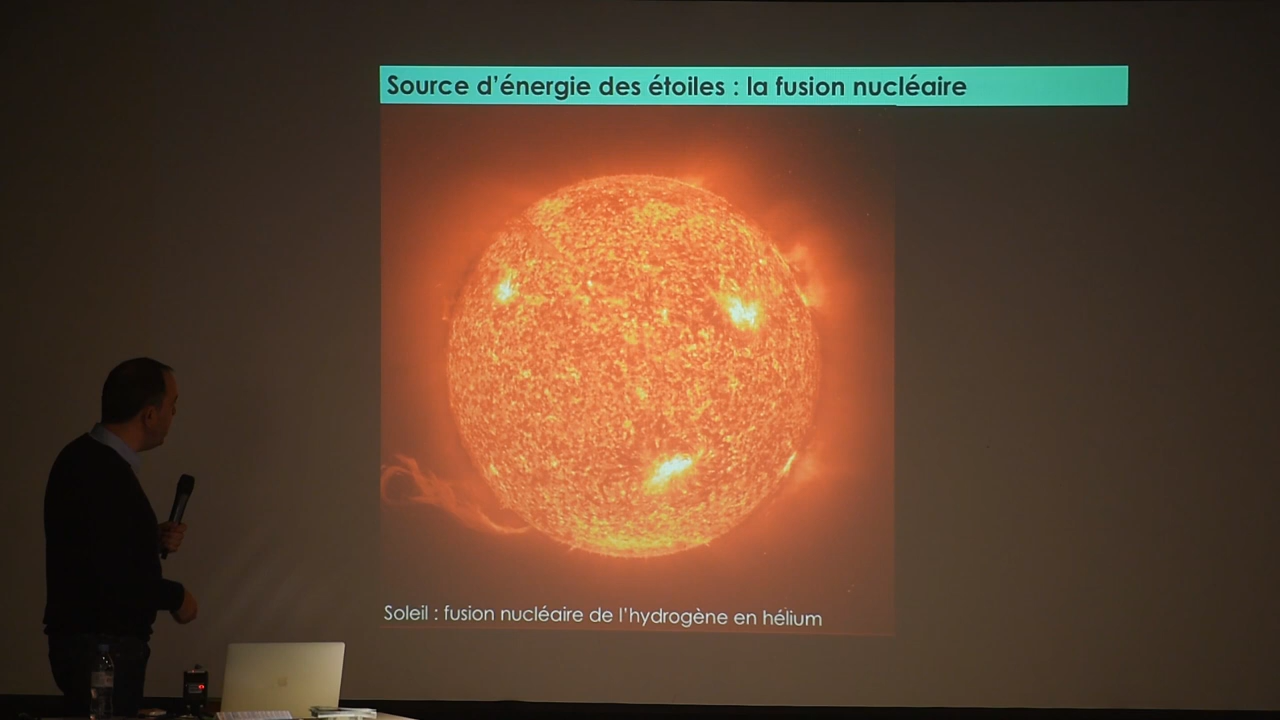 Source d'énergie des étoiles : la fusion nucléaire
Soleil : fusion nucléaire de l'hydrogène en hélium